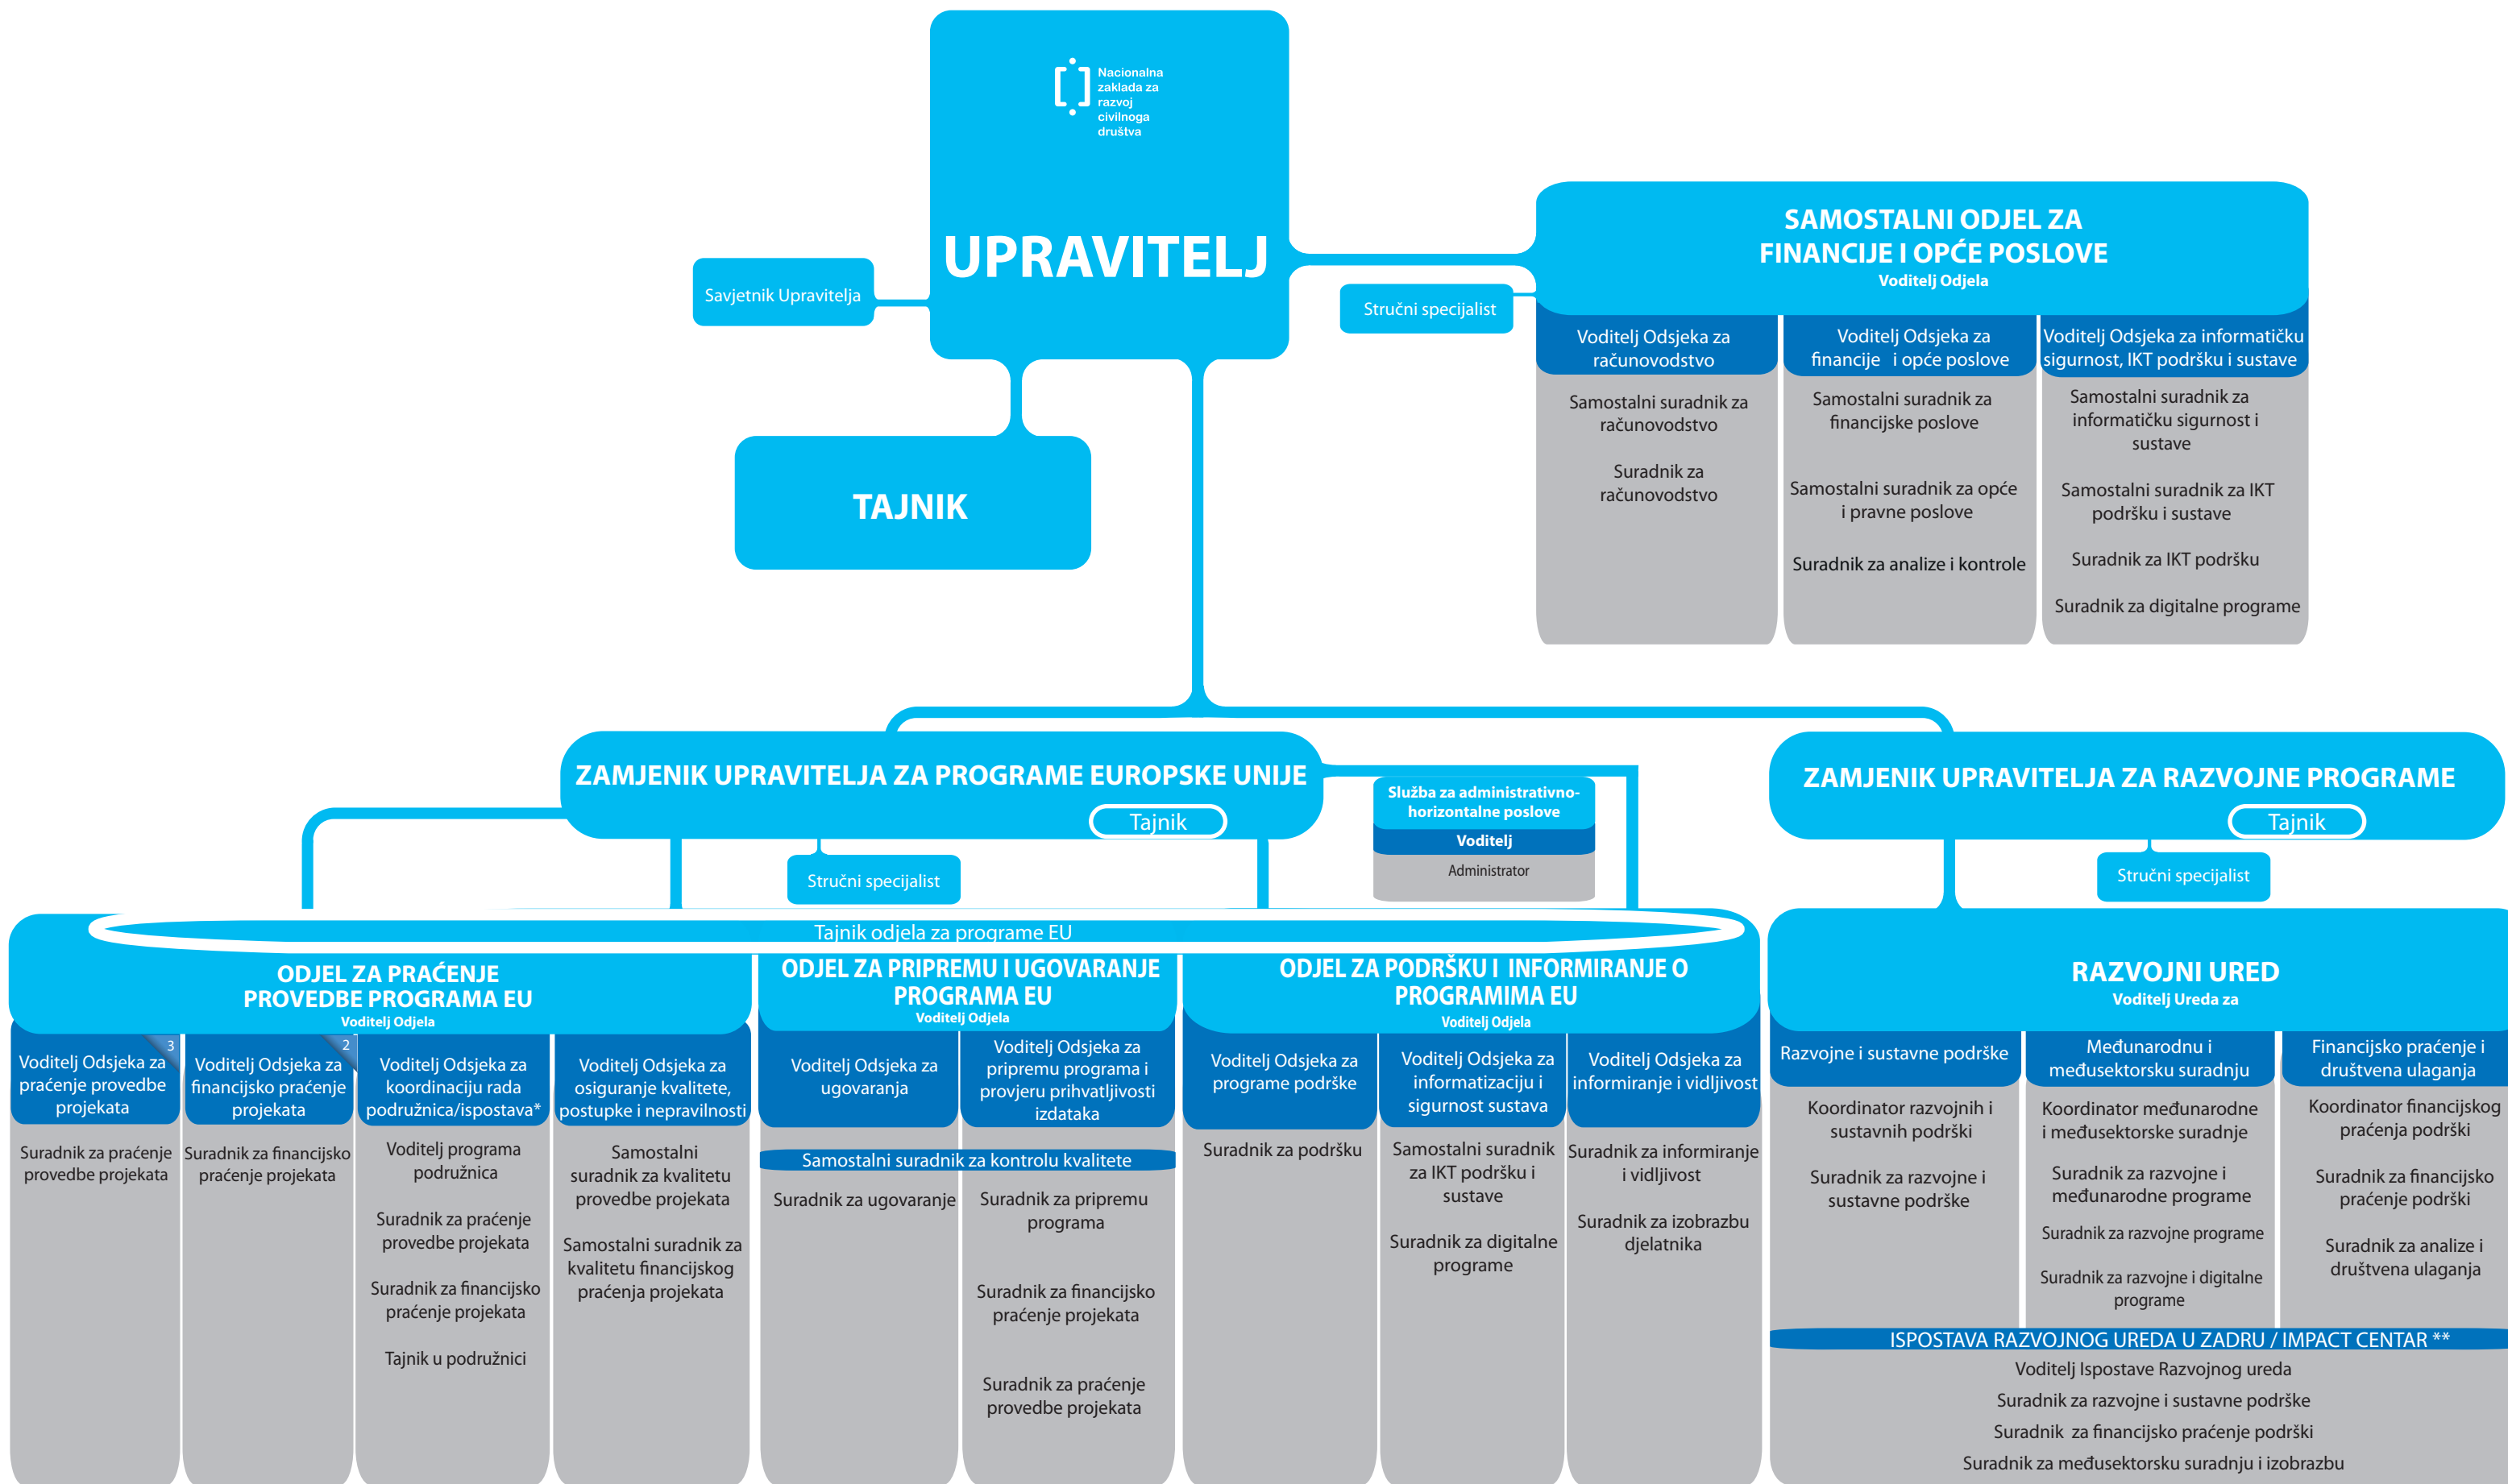 Nacionalna
zaklada za
razvoj
civilnoga
društva
UPRAVITELJ
Savjetnik Upravitelja
TAJNIK
SAMOSTALNI ODJEL ZA
FINANCIJE I OPĆE POSLOVE
Voditelj Odjela
Stručni specijalist
Voditelj Odsjeka za
računovodstvo
Samostalni suradnik za
računovodstvo
Suradnik za
računovodstvo
Voditelj Odsjeka za
financije i opće poslove
Samostalni suradnik za
financijske poslove
Samostalni suradnik za opće
i pravne poslove
Suradnik za analize i kontrole
Voditelj Odsjeka za informatičku
sigurnost, IKT podršku i sustave
Samostalni suradnik za
informatičku sigurnost i
sustave
Samostalni suradnik za IKT
podršku i sustave
Suradnik za IKT podršku
Suradnik za digitalne programe
ZAMJENIK UPRAVITELJA ZA PROGRAME EUROPSKE UNIJE
Tajnik
Stručni specijalist
Služba za administrativno-
horizontalne poslove
Voditelj
Administrator
ZAMJENIK UPRAVITELJA ZA RAZVOJNE PROGRAME
Tajnik
Stručni specijalist
Tajnik odjela za programe EU
ODJEL ZA PRAĆENJE
PROVEDBE PROGRAMA EU
Voditelj Odjela
3
Voditelj Odsjeka za
praćenje provedbe
projekata
Suradnik za praćenje
provedbe projekata
2
Voditelj Odsjeka za
financijsko praćenje
projekata
Suradnik za financijsko
praćenje projekata
Voditelj Odsjeka za
koordinaciju rada
podružnica/ispostava*
Voditelj programa
podružnica
Suradnik za praćenje
provedbe projekata
Suradnik za financijsko
praćenje projekata
Tajnik u podružnici
Voditelj Odsjeka za
osiguranje kvalitete,
postupke i nepravilnosti
Samostalni
suradnik za kvalitetu
provedbe projekata
Samostalni suradnik za
kvalitetu financijskog
praćenja projekata
ODJEL ZA PRIPREMU I UGOVARANJE
PROGRAMA EU
Voditelj Odjela
Voditelj Odsjeka za
ugovaranja
Voditelj Odsjeka za
pripremu programa i
provjeru prihvatljivosti
izdataka
Samostalni suradnik za kontrolu kvalitete
Suradnik za ugovaranje
Suradnik za pripremu
programa
Suradnik za financijsko
praćenje projekata
Suradnik za praćenje
provedbe projekata
ODJEL ZA PODRŠKU I INFORMIRANJE O
PROGRAMIMA EU
Voditelj Odjela
Voditelj Odsjeka za
programe podrške
Suradnik za podršku
Voditelj Odsjeka za
informatizaciju i
sigurnost sustava
Samostalni suradnik
za IKT podršku i
sustave
Suradnik za digitalne
programe
Voditelj Odsjeka za
informiranje i vidljivost
Suradnik za informiranje
i vidljivost
Suradnik za izobrazbu
djelatnika
RAZVOJNI URED
Voditelj Ureda za
Razvojne i sustavne podrške
Koordinator razvojnih i
sustavnih podrški
Suradnik za razvojne i
sustavne podrške
Međunarodnu i
međusektorsku suradnju
Koordinator međunarodne
i međusektorske suradnje
Suradnik za razvojne i
međunarodne programe
Suradnik za razvojne programe
Suradnik za razvojne i digitalne
programe
Financijsko praćenje i
društvena ulaganja
Koordinator financijskog
praćenja podrški
Suradnik za financijsko
praćenje podrški
Suradnik za analize i
društvena ulaganja
ISPOSTAVA RAZVOJNOG UREDA U ZADRU / IMPACT CENTAR **
Voditelj Ispostave Razvojnog ureda
Suradnik za razvojne i sustavne podrške
Suradnik za financijsko praćenje podrški
Suradnik za međusektorsku suradnju i izobrazbu